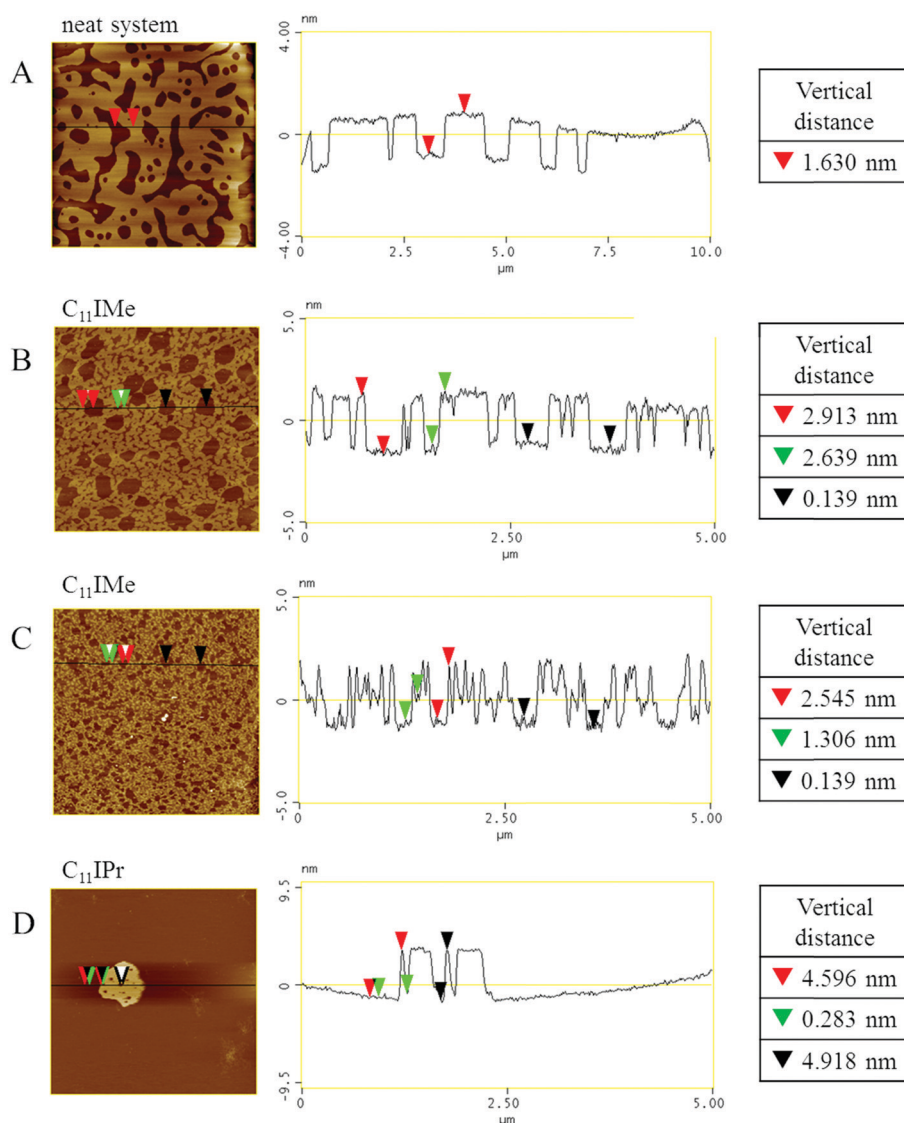 neat system
A
nm
4.00
0
-4.00
0
2.5
5.0
7.5
10.0
µm
Vertical
distance
1.630 nm
C₁₁IMe
B
nm
5.0
0
-5.0
0
2.50
5.00
µm
Vertical
distance
2.913 nm
2.639 nm
0.139 nm
C₁₁IMe
C
nm
5.0
0
-5.0
0
2.50
5.00
µm
Vertical
distance
2.545 nm
1.306 nm
0.139 nm
C₁₁IPr
D
nm
9.5
0
-9.5
0
2.50
5.00
µm
Vertical
distance
4.596 nm
0.283 nm
4.918 nm